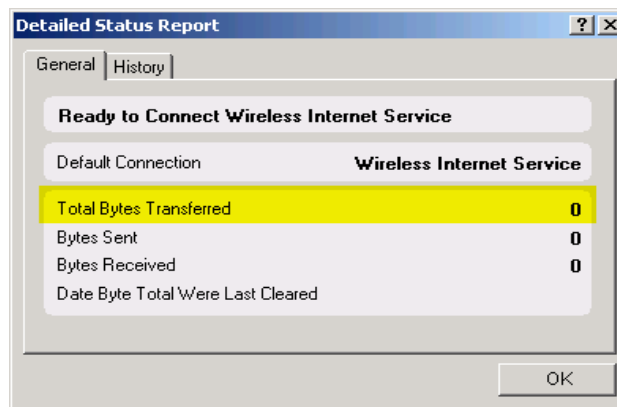 Detailed Status Report
General History
Ready to Connect Wireless Internet Service
Default Connection Wireless Internet Service
Total Bytes Transferred 0
Bytes Sent 0
Bytes Received 0
Date Byte Total Were Last Cleared
OK